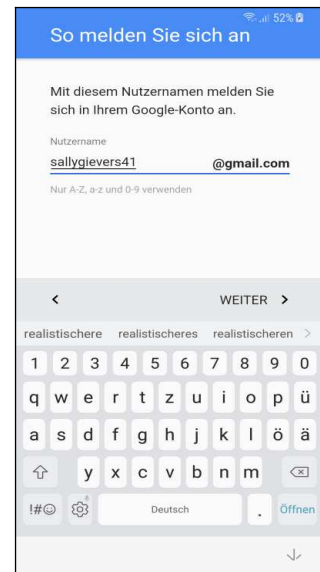 52%
So melden Sie sich an
Mit diesem Nutzernamen melden Sie
sich in Ihrem Google-Konto an.
Nutzername
sallygievers41 @gmail.com
Nur A-Z, a-z und 0-9 verwenden
< WEITER >
realistischere realistischeres realistischeren >
1 2 3 4 5 6 7 8 9 0
q w e r t z u i o p ü
a s d f g h j k l ö ä
y x c v b n m
!#☺ Deutsch . Öffnen